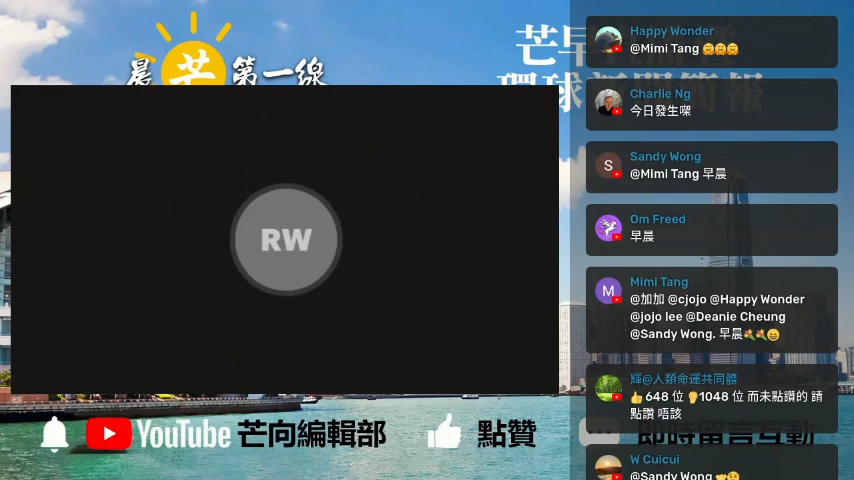 晨芒第一線
RW
YouTube 芒向編輯部
點贊
即時留言互動
Happy Wonder
@Mimi Tang 🤗🤗🤗
Charlie Ng
今日發生㗎
Sandy Wong
S
@Mimi Tang 早晨
Om Freed
早晨
Mimi Tang
M
@加加 @cjojo @Happy Wonder
@jojo lee @Deanie Cheung
@Sandy Wong. 早晨💐💐😄
輝@人類命運共同體
👍648 位 👂1048 位 而未點讚的 請
點讚 唔該
W Cuicui
@Sandy Wong